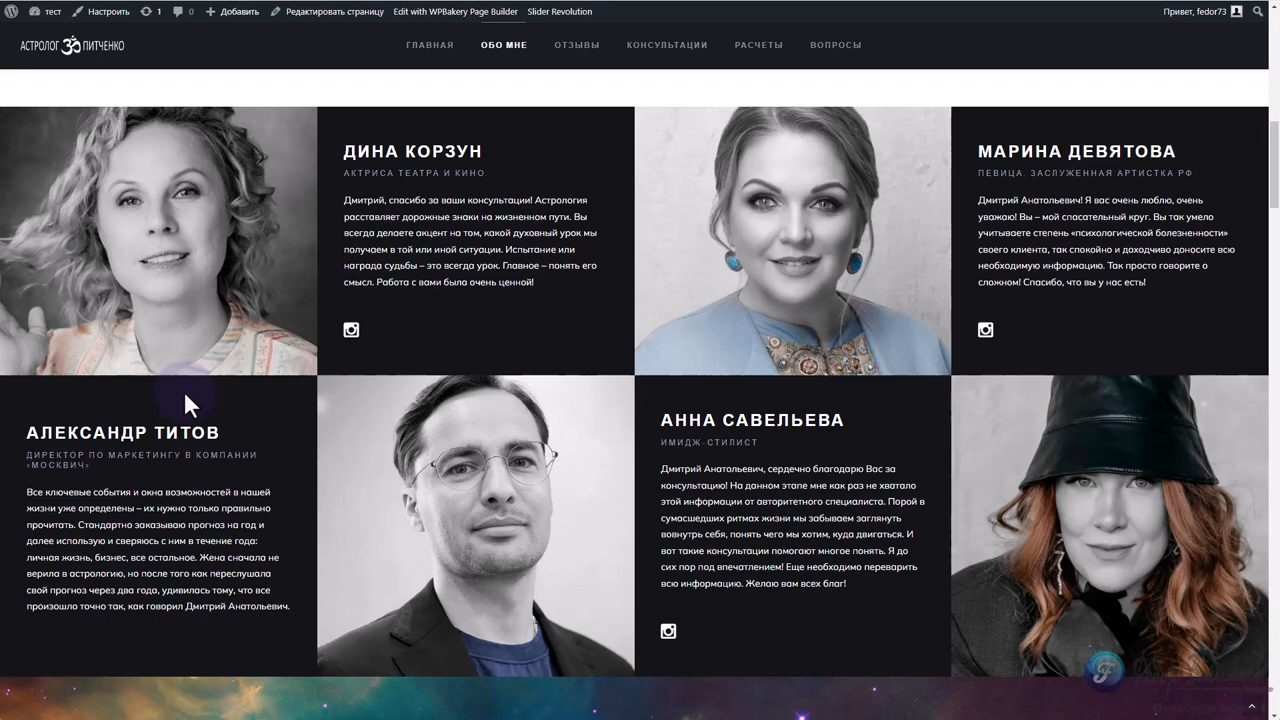 тест
Настроить
1
0
Добавить
Редактировать страницу
Edit with WPBakery Page Builder
Slider Revolution
Привет, fedor73
АСТРОЛОГ ПИТЧЕНКО
ГЛАВНАЯ
ОБО МНЕ
ОТЗЫВЫ
КОНСУЛЬТАЦИИ
РАСЧЕТЫ
ВОПРОСЫ
ДИНА КОРЗУН
АКТРИСА ТЕАТРА И КИНО.
Дмитрий, спасибо за ваши консультации! Астрология
расставляет дорожные знаки на жизненном пути. Вы
всегда делаете акцент на том, какой духовный урок мы
получаем в той или иной ситуации. Испытание или
награда судьбы – это всегда урок. Главное – понять его
смысл. Работа с вами была очень ценной!
МАРИНА ДЕВЯТОВА
ПЕВИЦА, ЗАСЛУЖЕННАЯ АРТИСТКА РФ
Дмитрий Анатольевич! Я вас очень люблю, очень
уважаю! Вы – мой спасательный круг. Вы так умело
учитываете степень «психологической болезненности»
своего клиента, так спокойно и доходчиво доносите всю
необходимую информацию. Так просто говорите о
сложном! Спасибо, что вы у нас есть!
АЛЕКСАНДР ТИТОВ
ДИРЕКТОР ПО МАРКЕТИНГУ В КОМПАНИИ
«МОСКВИЧ»
Все ключевые события и окна возможностей в нашей
жизни уже определены – их нужно только правильно
прочитать. Стандартно заказываю прогноз на год и
далее использую и сверяюсь с ним в течение года:
личная жизнь, бизнес, все остальное. Жена сначала не
верила в астрологию, но после того как переслушала
свой прогноз через два года, удивилась тому, что все
произошло точно так, как говорил Дмитрий Анатольевич.
АННА САВЕЛЬЕВА
ИМИДЖ-СТИЛИСТ
Дмитрий Анатольевич, сердечно благодарю Вас за
консультацию! На данном этапе мне как раз не хватало
этой информации от авторитетного специалиста. Порой в
сумасшедших ритмах жизни мы забываем заглянуть
вовнутрь себя, понять чего мы хотим, куда двигаться. И
вот такие консультации помогают многое понять. Я до
сих пор под впечатлением! Еще необходимо переварить
всю информацию. Желаю вам всех благ!